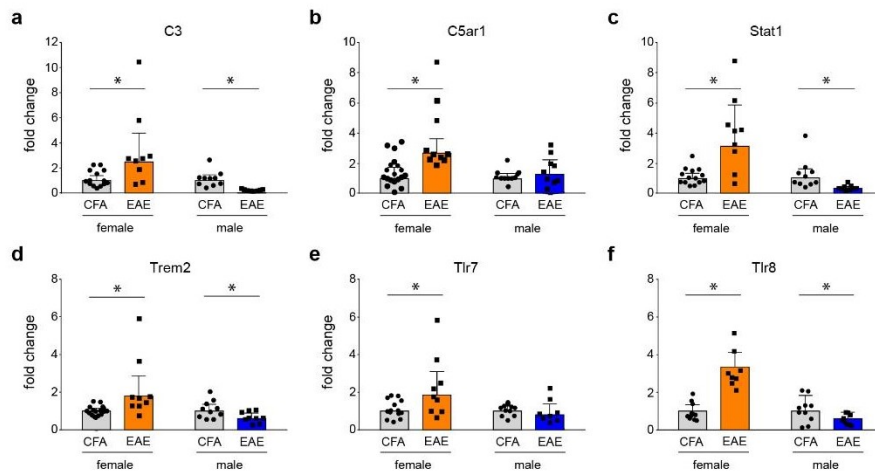 a
C3
fold change
12
10
8
6
4
2
0
*
*
CFA
EAE
CFA
EAE
female
male
b
C5ar1
fold change
10
8
6
4
2
0
*
CFA
EAE
CFA
EAE
female
male
c
Stat1
fold change
10
8
6
4
2
0
*
*
CFA
EAE
CFA
EAE
female
male
d
Trem2
fold change
8
6
4
2
0
*
*
CFA
EAE
CFA
EAE
female
male
e
Tlr7
fold change
8
6
4
2
0
*
CFA
EAE
CFA
EAE
female
male
f
Tlr8
fold change
8
6
4
2
0
*
*
CFA
EAE
CFA
EAE
female
male